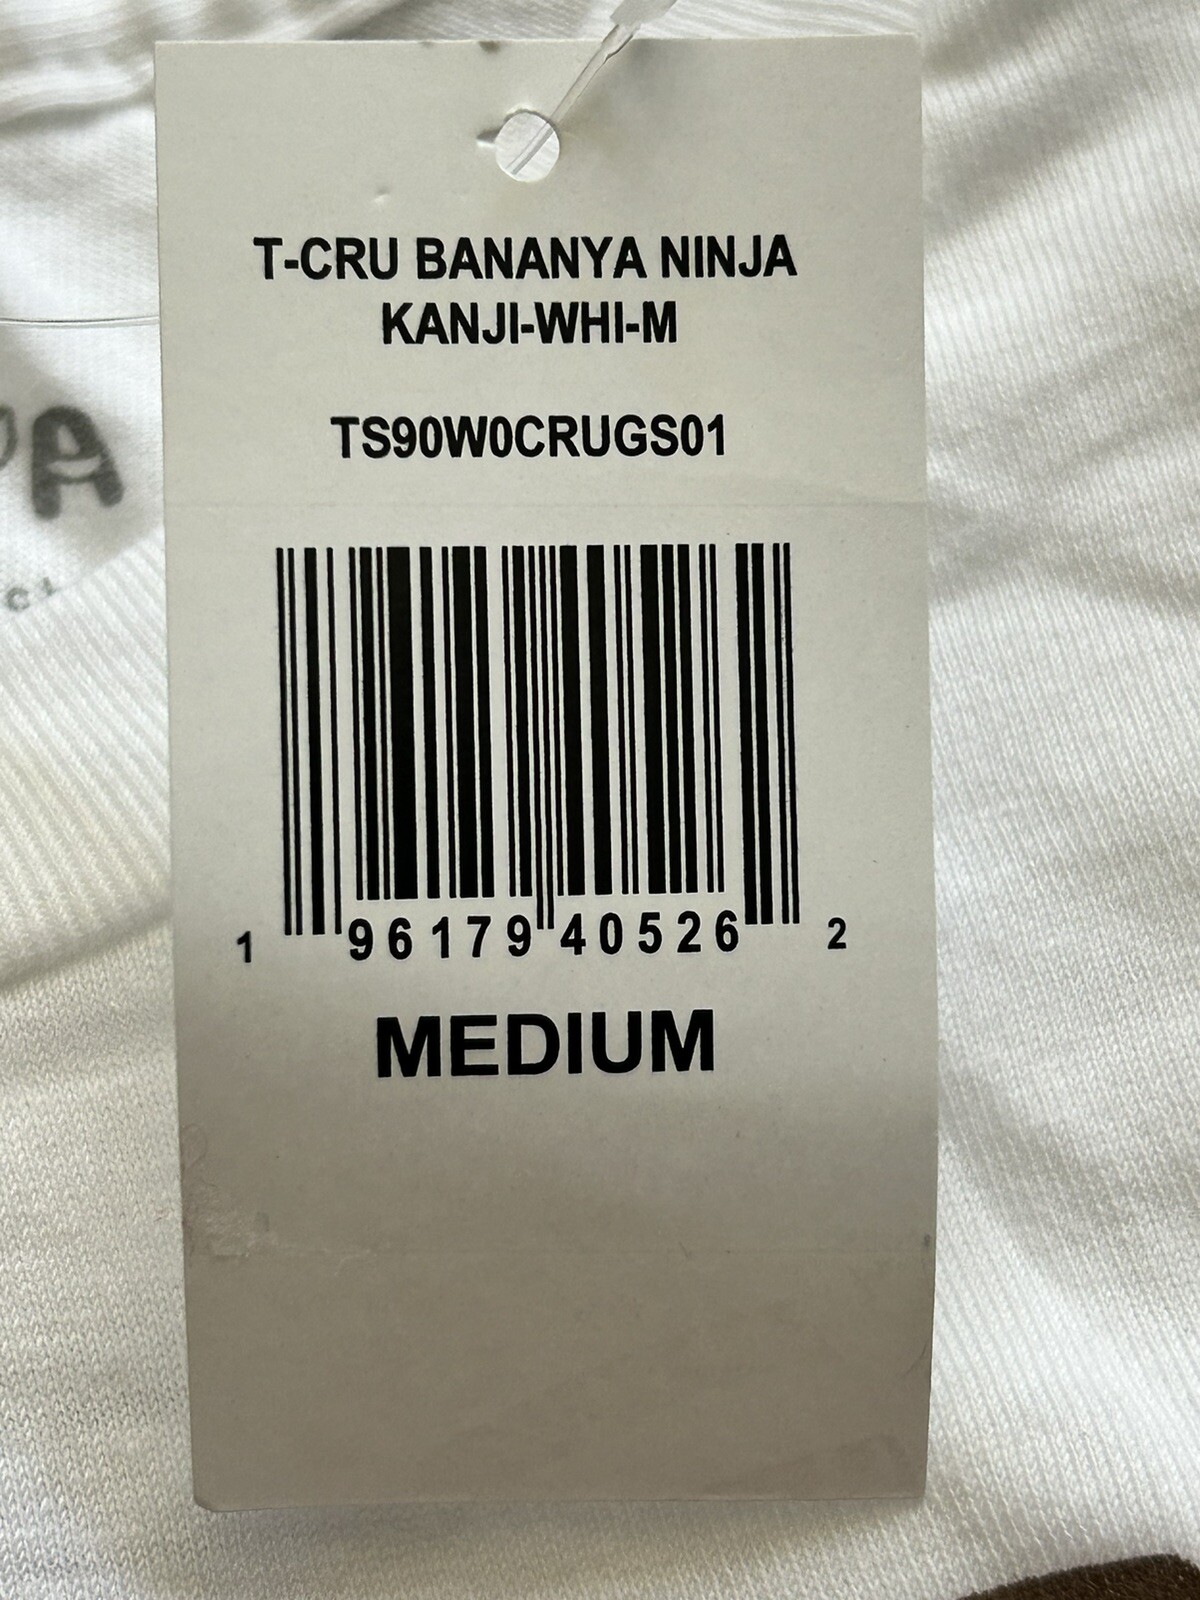 T-CRU BANANYA NINJA
KANJI-WHI-M
TS90W0CRUGS01
1 96179 40526 2
MEDIUM